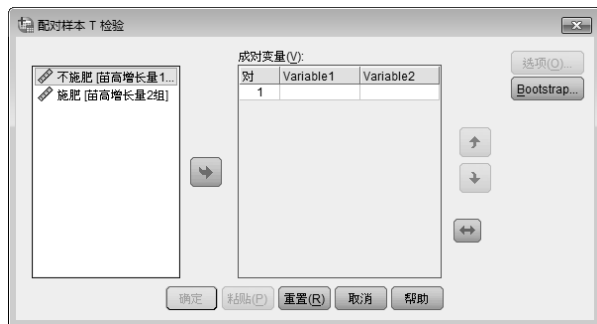 配对样本 T 检验
成对变量(V):
不施肥 [苗高增长量1...
施肥 [苗高增长量2组]
对 Variable1 Variable2
1
选项(O)...
Bootstrap...
确定 粘贴(P) 重置(R) 取消 帮助